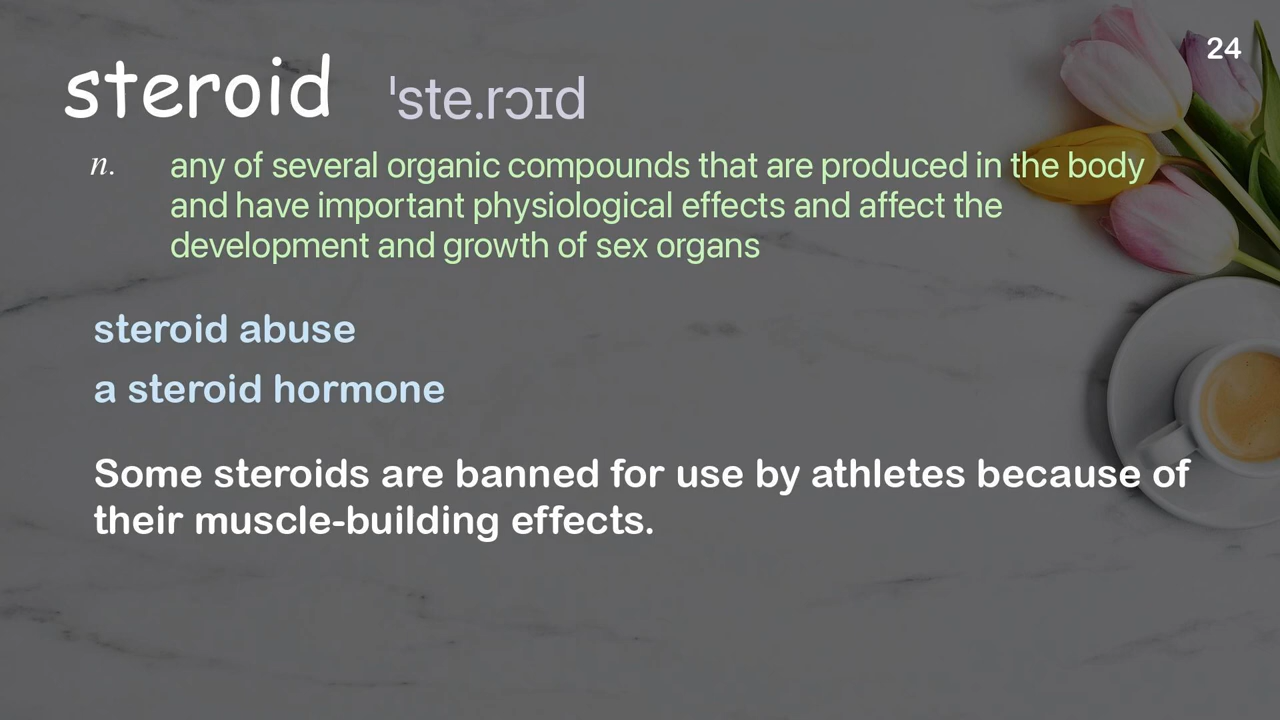 24
steroid ˈste.rɔɪd
n. any of several organic compounds that are produced in the body
and have important physiological effects and affect the
development and growth of sex organs
steroid abuse
a steroid hormone
Some steroids are banned for use by athletes because of
their muscle-building effects.